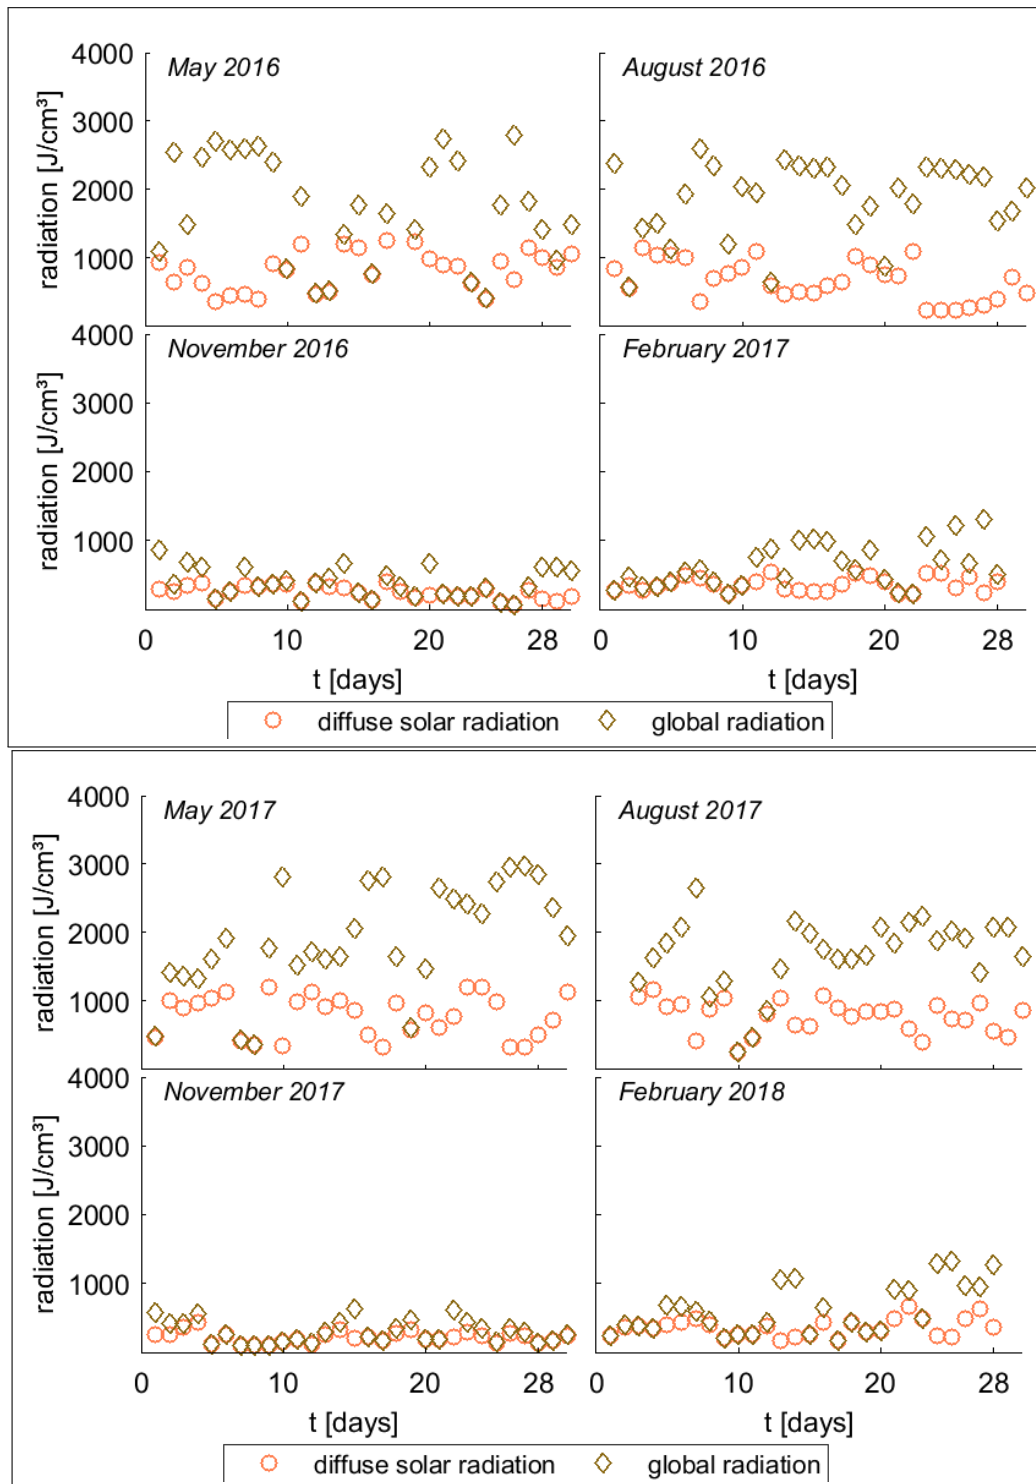 May 2016
August 2016
4000
3000
2000
1000
radiation [J/cm³]
November 2016
February 2017
4000
3000
2000
1000
radiation [J/cm³]
0 10 20 28 0 10 20 28
t [days] t [days]
diffuse solar radiation global radiation
May 2017
August 2017
4000
3000
2000
1000
radiation [J/cm³]
November 2017
February 2018
4000
3000
2000
1000
radiation [J/cm³]
0 10 20 28 0 10 20 28
t [days] t [days]
diffuse solar radiation global radiation